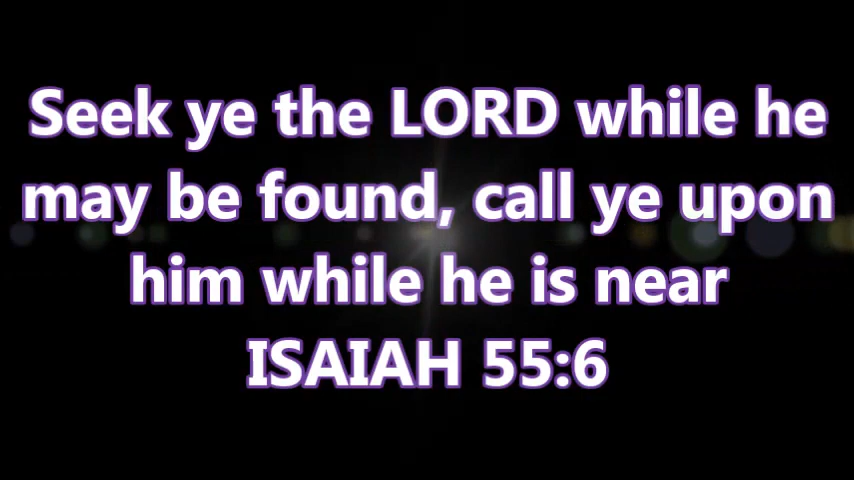 Seek ye the LORD while he
may be found, call ye upon
him while he is near
ISAIAH 55:6